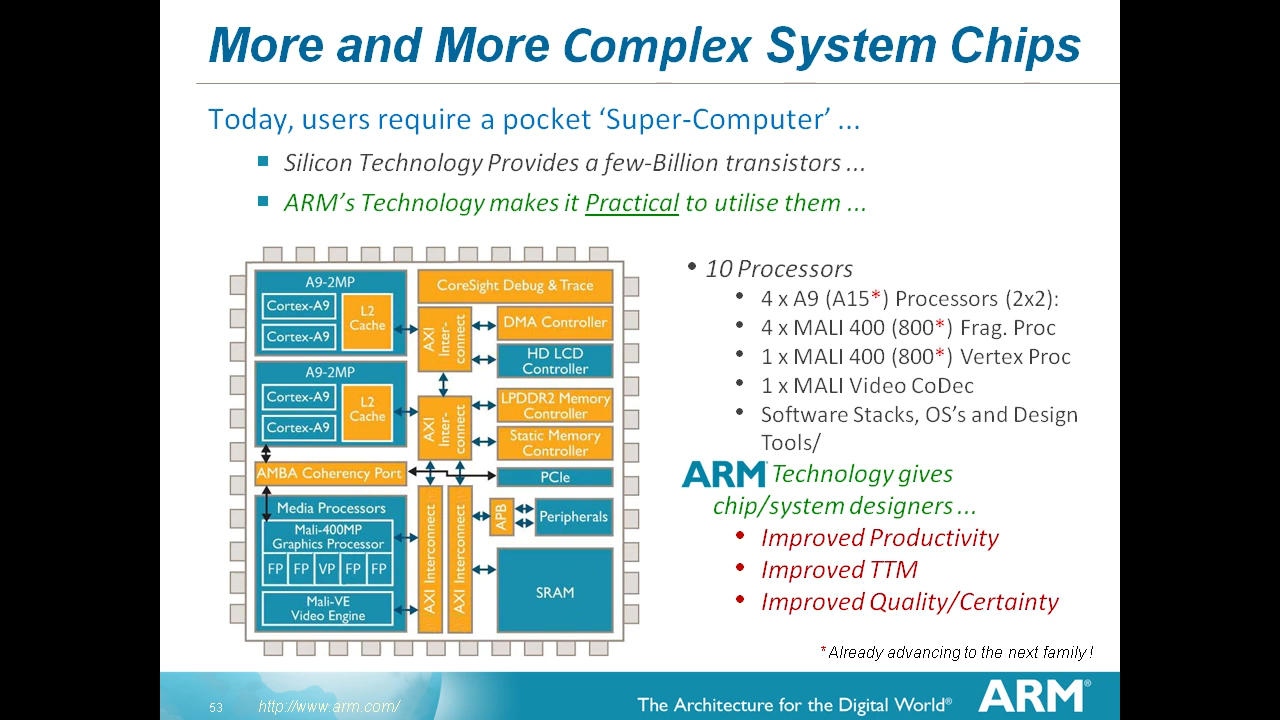 More and More Complex System Chips
Today, users require a pocket ‘Super-Computer’ ...
Silicon Technology Provides a few-Billion transistors ...
ARM’s Technology makes it Practical to utilise them ...
A9-2MP
Cortex-A9
Cortex-A9
L2
Cache
A9-2MP
Cortex-A9
Cortex-A9
L2
Cache
AMBA Coherency Port
Media Processors
Mali-400MP
Graphics Processor
FP FP VP FP FP
Mali-VE
Video Engine
CoreSight Debug & Trace
AXI
Inter-
connect
DMA Controller
HD LCD
Controller
AXI
Inter-
connect
LPDDR2 Memory
Controller
Static Memory
Controller
PCIe
AXI Interconnect
AXI Interconnect
APB
Peripherals
SRAM
• 10 Processors
• 4 x A9 (A15*) Processors (2x2):
• 4 x MALI 400 (800*) Frag. Proc
• 1 x MALI 400 (800*) Vertex Proc
• 1 x MALI Video CoDec
• Software Stacks, OS’s and Design
Tools/
ARM® Technology gives
chip/system designers ...
• Improved Productivity
• Improved TTM
• Improved Quality/Certainty
* Already advancing to the next family !
53
http://www.arm.com/
The Architecture for the Digital World®
ARM®